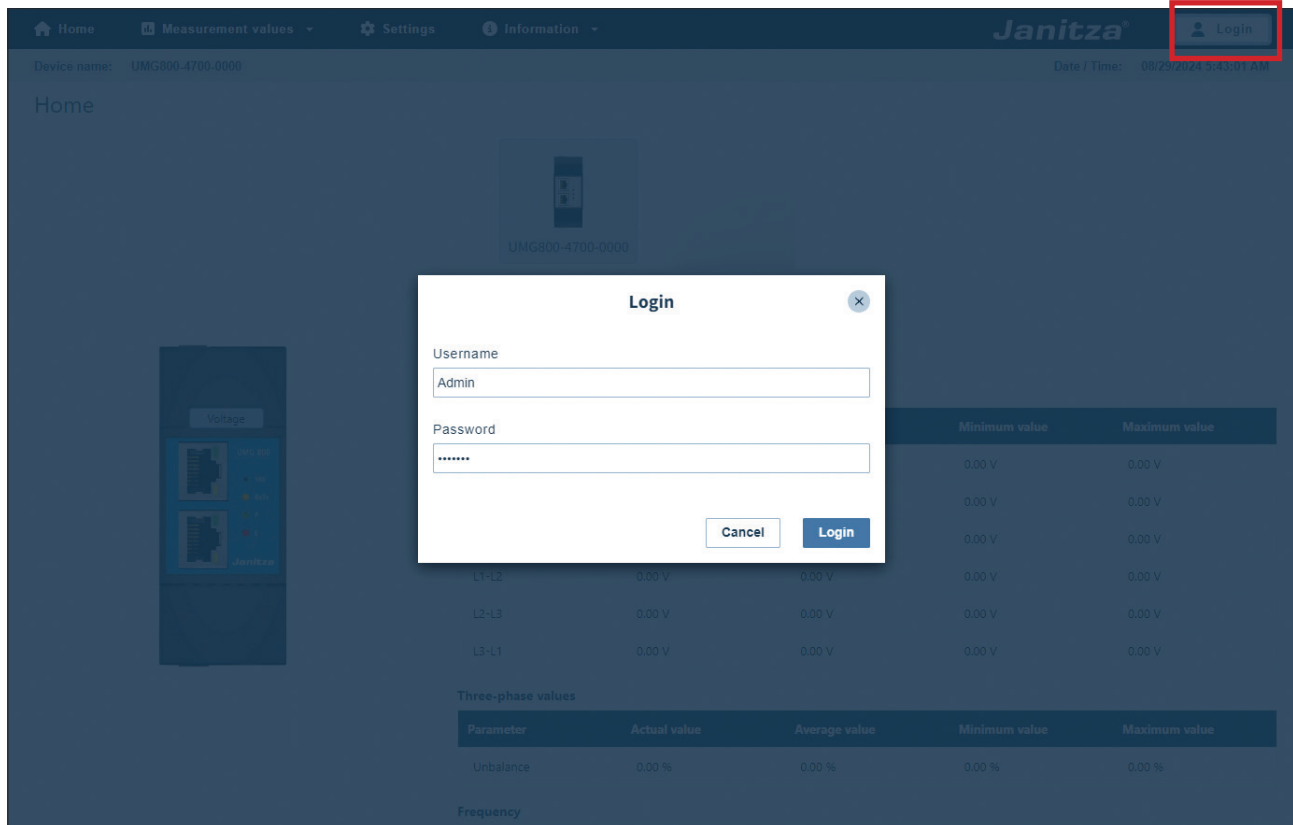 Home Measurement values Settings Information Janitza® Login
Device name: UMG800-4700-0000 Date / Time: 08/29/2024 5:43:01 AM
Home
UMG800-4700-0000
Login
Username
Admin
Password
•••••••
Cancel Login
Voltage
UMG 800
Janitza
Minimum value Maximum value
0.00 V 0.00 V
0.00 V 0.00 V
0.00 V 0.00 V
L1-L2 0.00 V 0.00 V 0.00 V 0.00 V
L2-L3 0.00 V 0.00 V 0.00 V 0.00 V
L3-L1 0.00 V 0.00 V 0.00 V 0.00 V
Three-phase values
Parameter Actual value Average value Minimum value Maximum value
Unbalance 0.00 % 0.00 % 0.00 % 0.00 %
Frequency